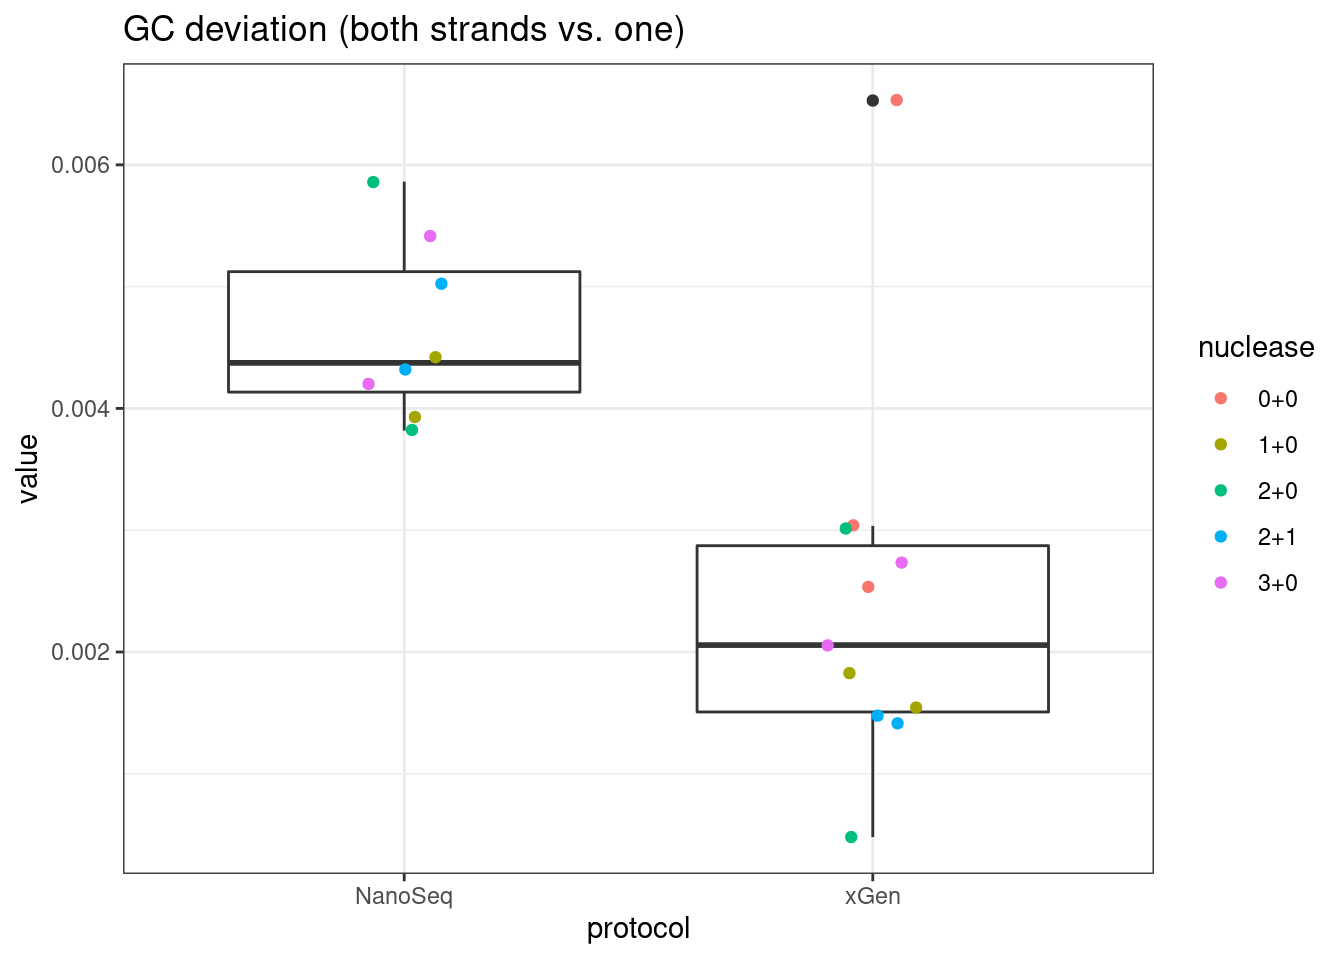 GC deviation (both strands vs. one)
0.006
0.004
0.002
value
NanoSeq
xGen
protocol
nuclease
0+0
1+0
2+0
2+1
3+0